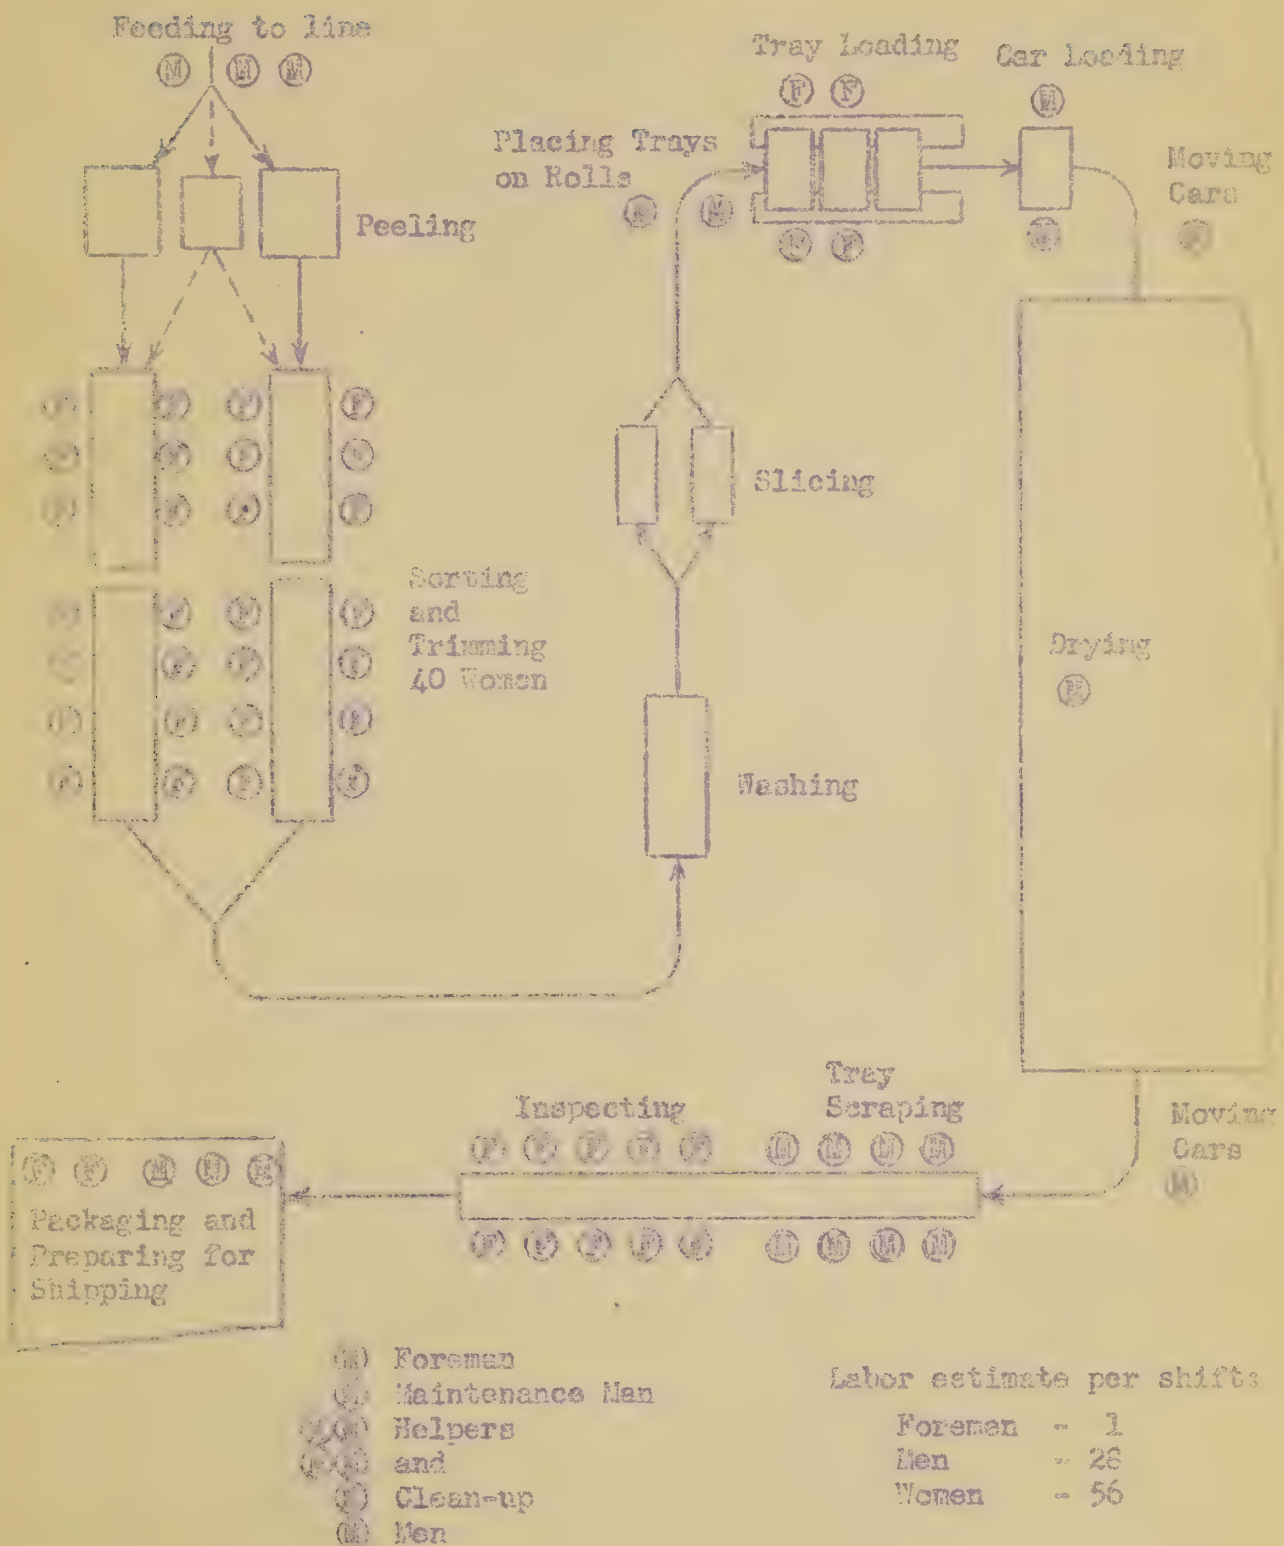 Feeding to line
M M M
Peeling
Sorting
and
Trimming
40 Women
Washing
Slicing
Placing Trays
on Rolls
M
Tray Loading
F F
F
Car Loading
M
Moving
Cars
Drying
M
Moving
Cars
M
Tray
Scraping
M M M M
M M M M
Inspecting
F F F F F
F F F F F
F F M M M
Packaging and
Preparing for
Shipping
M Foreman
Maintenance Man
Helpers
and
Clean-up
M Men
Labor estimate per shift:
Foremen - 1
Men - 28
Women - 56